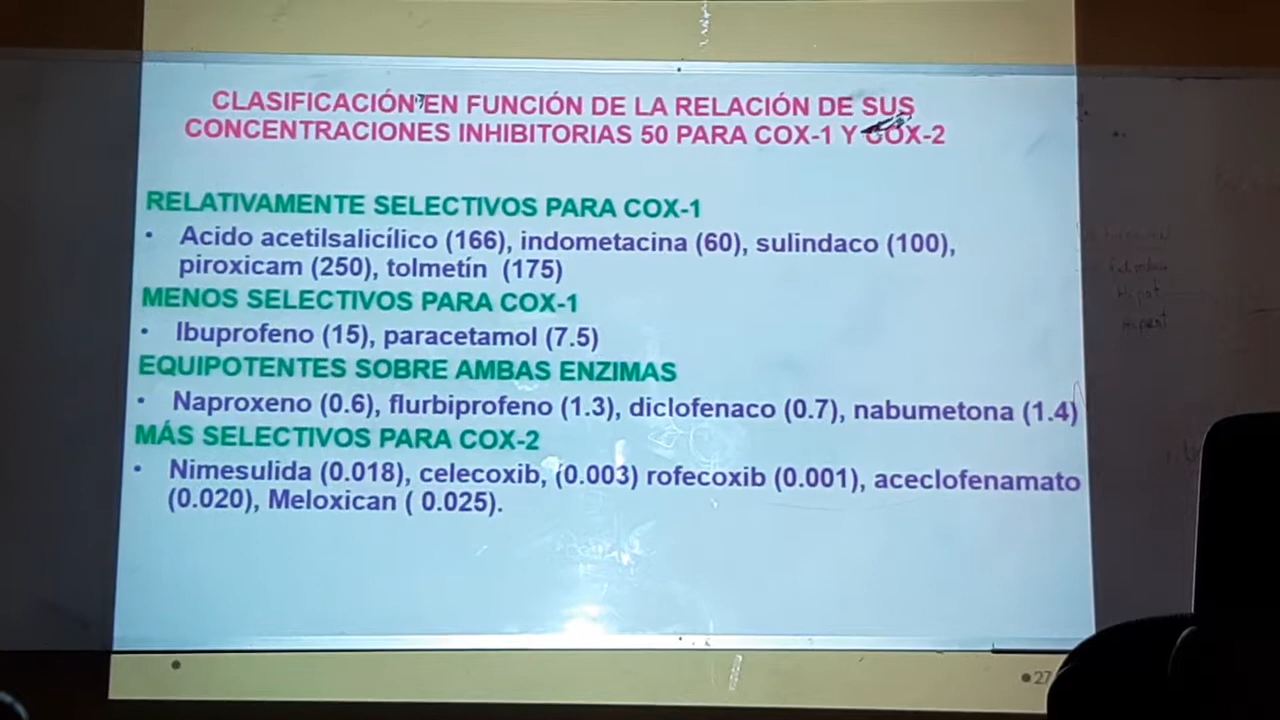 CLASIFICACIÓN EN FUNCIÓN DE LA RELACIÓN DE SUS
CONCENTRACIONES INHIBITORIAS 50 PARA COX-1 Y COX-2
RELATIVAMENTE SELECTIVOS PARA COX-1
• Acido acetilsalicílico (166), indometacina (60), sulindaco (100),
piroxicam (250), tolmetín (175)
MENOS SELECTIVOS PARA COX-1
• Ibuprofeno (15), paracetamol (7.5)
EQUIPOTENTES SOBRE AMBAS ENZIMAS
• Naproxeno (0.6), flurbiprofeno (1.3), diclofenaco (0.7), nabumetona (1.4)
MÁS SELECTIVOS PARA COX-2
• Nimesulida (0.018), celecoxib, (0.003) rofecoxib (0.001), aceclofenamato
(0.020), Meloxican ( 0.025).
27